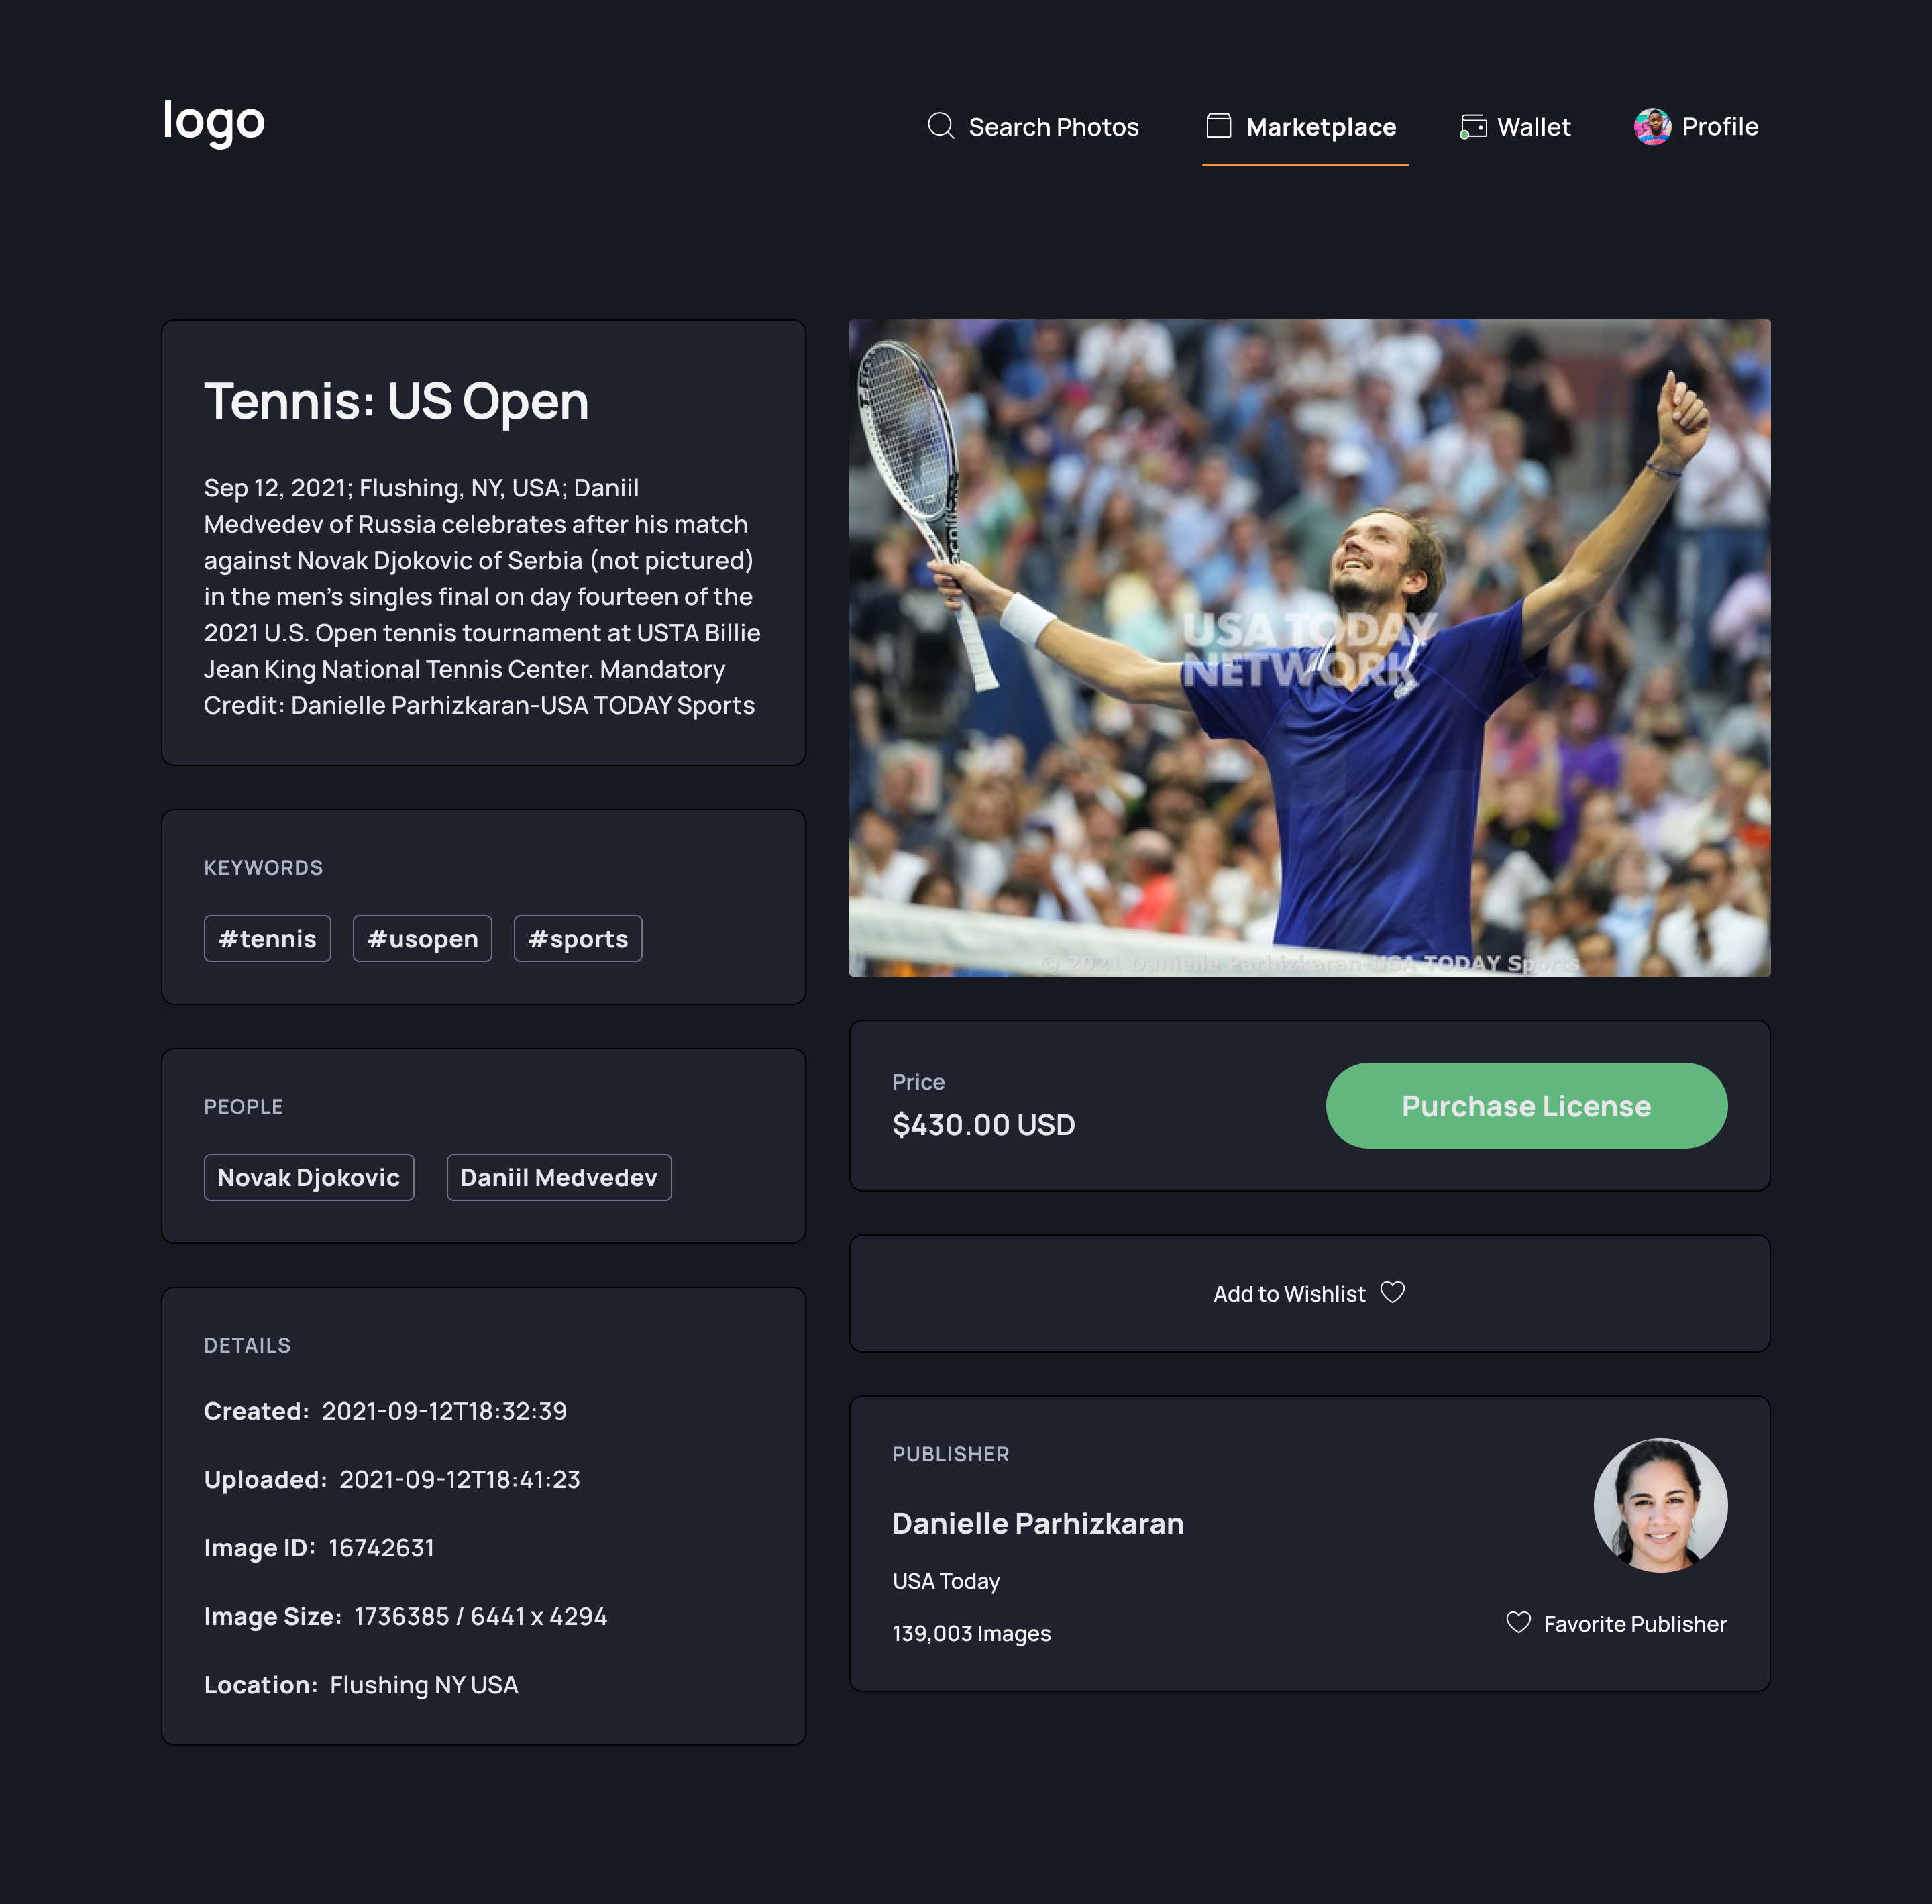 logo
Search Photos
Marketplace
Wallet
Profile
Tennis: US Open
Sep 12, 2021; Flushing, NY, USA; Daniil
Medvedev of Russia celebrates after his match
against Novak Djokovic of Serbia (not pictured)
in the men’s singles final on day fourteen of the
2021 U.S. Open tennis tournament at USTA Billie
Jean King National Tennis Center. Mandatory
Credit: Danielle Parhizkaran-USA TODAY Sports
KEYWORDS
#tennis
#usopen
#sports
PEOPLE
Novak Djokovic
Daniil Medvedev
DETAILS
Created: 2021-09-12T18:32:39
Uploaded: 2021-09-12T18:41:23
Image ID: 16742631
Image Size: 1736385 / 6441 x 4294
Location: Flushing NY USA
USA TODAY
NETWORK
© 2021 Danielle Parhizkaran-USA TODAY Sports
Price
$430.00 USD
Purchase License
Add to Wishlist
PUBLISHER
Danielle Parhizkaran
USA Today
139,003 Images
Favorite Publisher